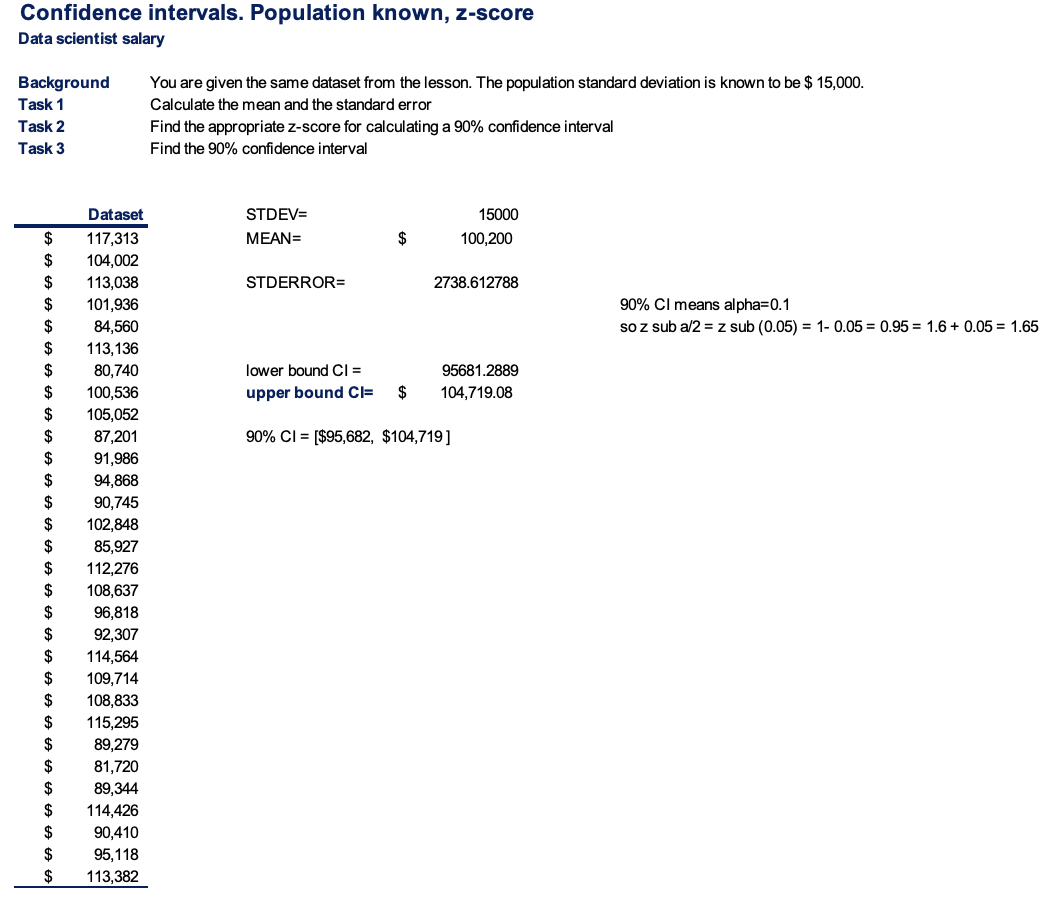 Confidence intervals. Population known, z-score
Data scientist salary
Background You are given the same dataset from the lesson. The population standard deviation is known to be $ 15,000.
Task 1 Calculate the mean and the standard error
Task 2 Find the appropriate z-score for calculating a 90% confidence interval
Task 3 Find the 90% confidence interval
Dataset STDEV= 15000
$ 117,313 MEAN= $ 100,200
$ 104,002
$ 113,038 STDERROR= 2738.612788
$ 101,936 90% CI means alpha=0.1
$ 84,560 so z sub a/2 = z sub (0.05) = 1- 0.05 = 0.95 = 1.6 + 0.05 = 1.65
$ 113,136
$ 80,740 lower bound CI = 95681.2889
$ 100,536 upper bound CI= $ 104,719.08
$ 105,052
$ 87,201 90% CI = [$95,682, $104,719 ]
$ 91,986
$ 94,868
$ 90,745
$ 102,848
$ 85,927
$ 112,276
$ 108,637
$ 96,818
$ 92,307
$ 114,564
$ 109,714
$ 108,833
$ 115,295
$ 89,279
$ 81,720
$ 89,344
$ 114,426
$ 90,410
$ 95,118
$ 113,382